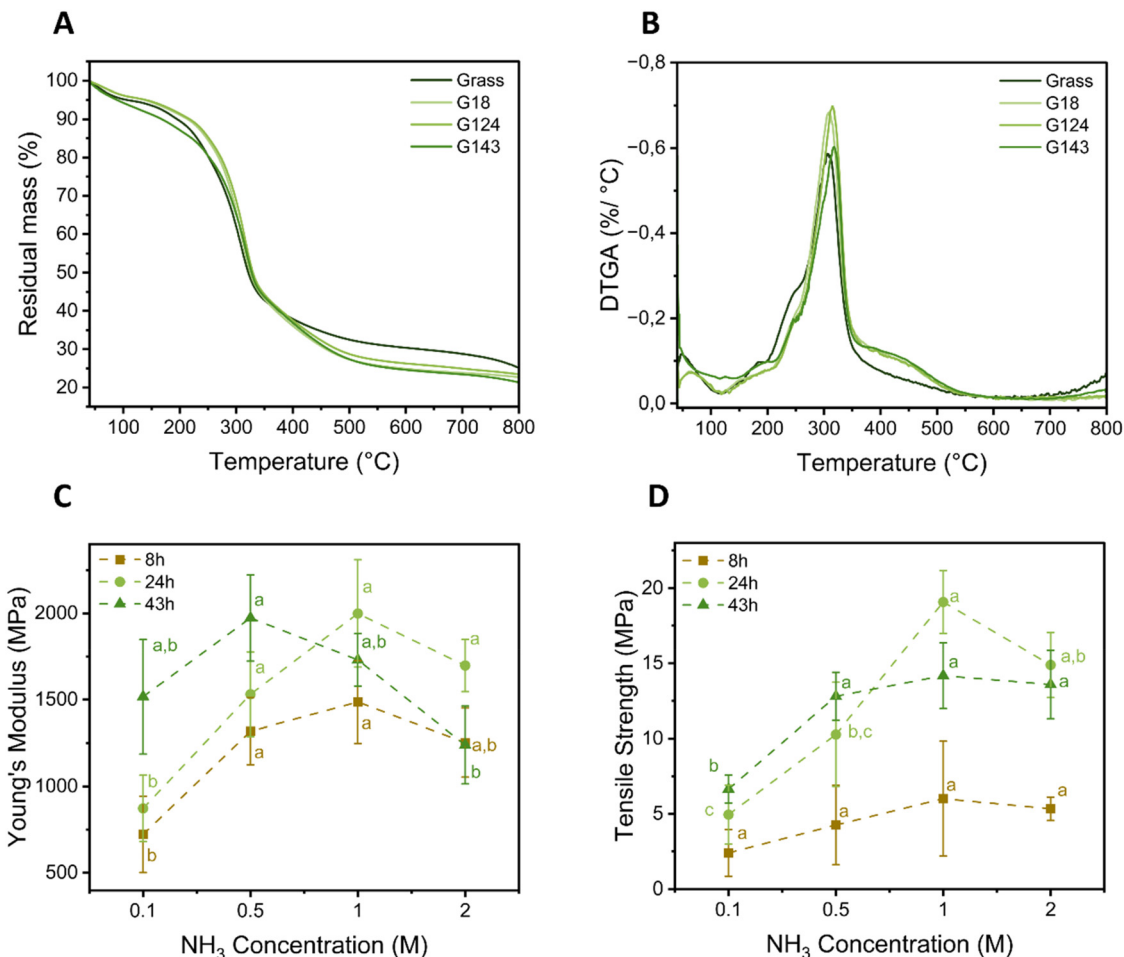 A
Grass
G18
G124
G143
100
90
80
70
60
50
40
30
20
Residual mass (%)
100 200 300 400 500 600 700 800
Temperature (°C)
B
Grass
G18
G124
G143
−0,8
−0,6
−0,4
−0,2
0,0
DTGA (%/ °C)
100 200 300 400 500 600 700 800
Temperature (°C)
C
8h
24h
43h
2000
1500
1000
500
Young's Modulus (MPa)
a
a
a,b
a,b
a
a
a
a,b
b
b
b
0.1 0.5 1 2
NH3 Concentration (M)
D
8h
24h
43h
20
15
10
5
0
Tensile Strength (MPa)
a
a,b
a
a
a
b,c
b
c
a
a
a
a
0.1 0.5 1 2
NH3 Concentration (M)